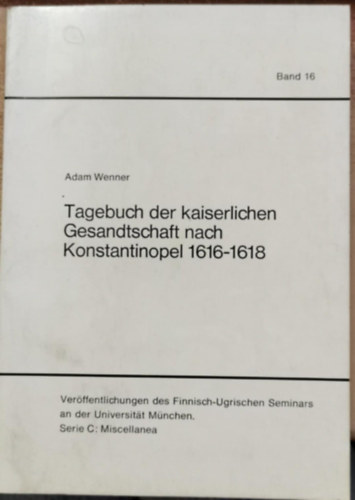 Band 16
Adam Wenner
Tagebuch der kaiserlichen
Gesandtschaft nach
Konstantinopel 1616-1618
Veröffentlichungen des Finnisch-Ugrischen Seminars
an der Universität München.
Serie C: Miscellanea